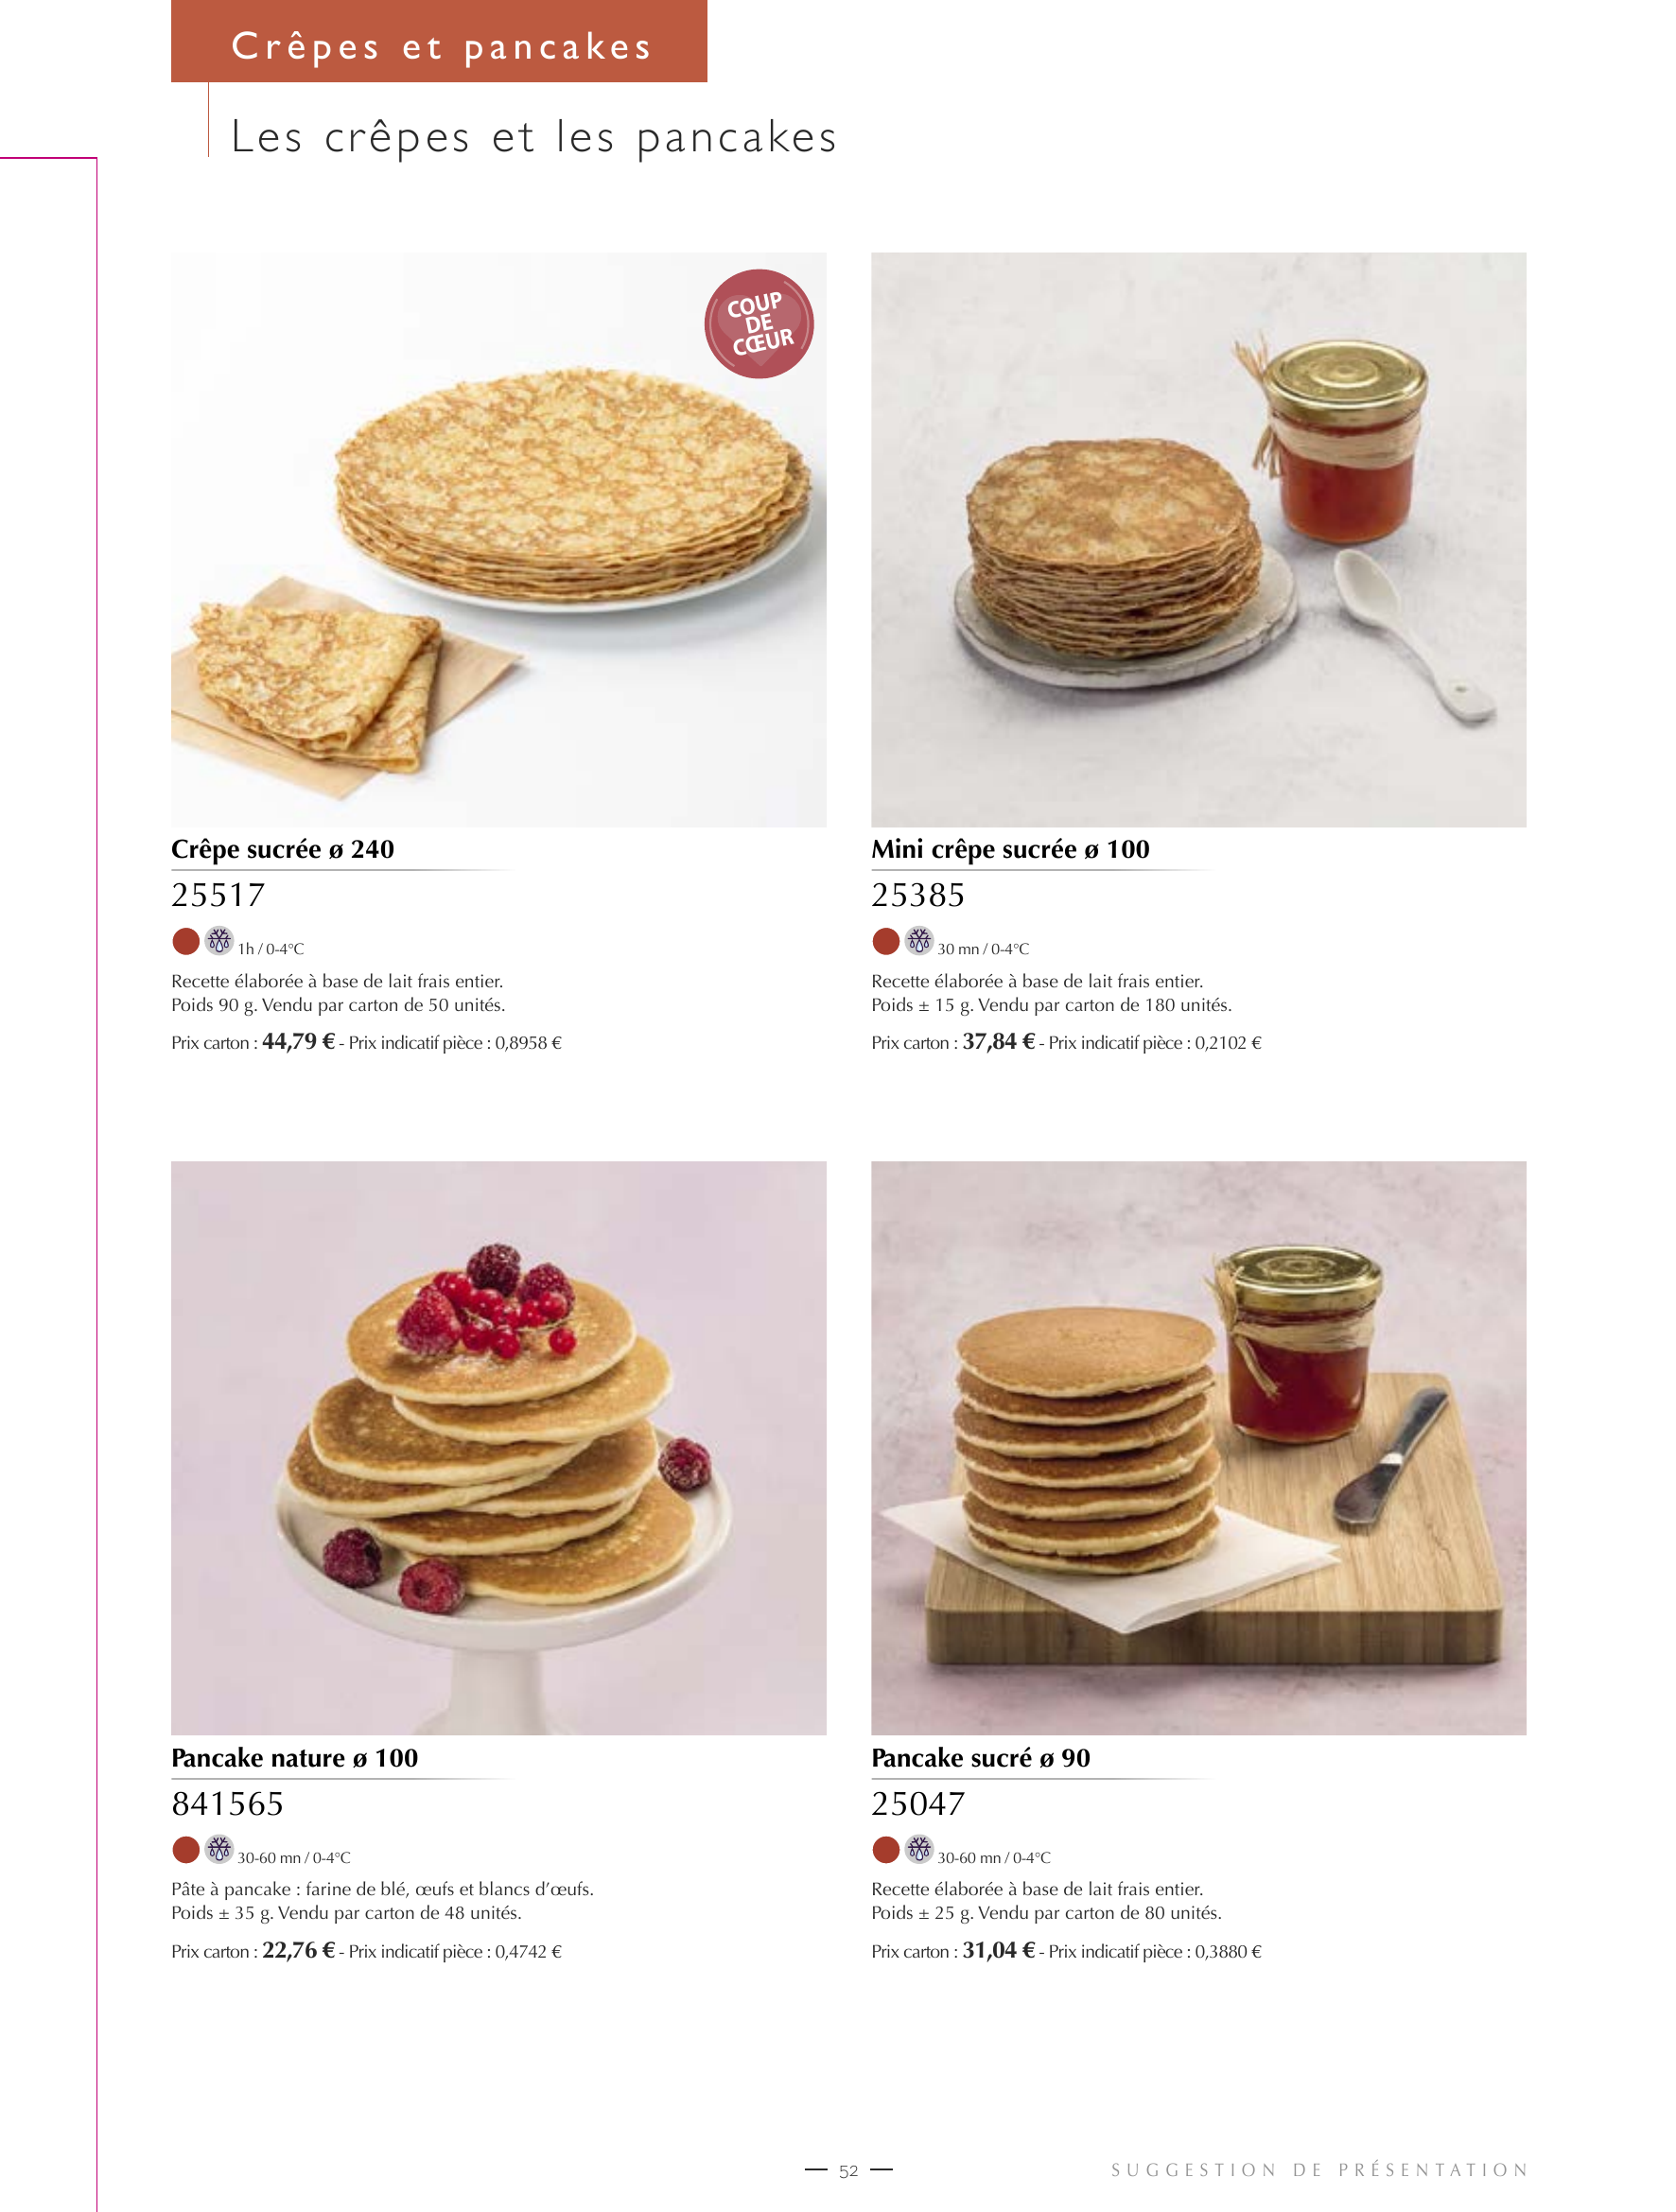 Crêpes et pancakes
Les crêpes et les pancakes
COUP
DE
CŒUR
Crêpe sucrée ø 240
25517
1h / 0-4°C
Recette élaborée à base de lait frais entier.
Poids 90 g. Vendu par carton de 50 unités.
Prix carton : 44,79 € - Prix indicatif pièce : 0,8958 €
Mini crêpe sucrée ø 100
25385
30 mn / 0-4°C
Recette élaborée à base de lait frais entier.
Poids ± 15 g. Vendu par carton de 180 unités.
Prix carton : 37,84 € - Prix indicatif pièce : 0,2102 €
Pancake nature ø 100
841565
30-60 mn / 0-4°C
Pâte à pancake : farine de blé, œufs et blancs d’œufs.
Poids ± 35 g. Vendu par carton de 48 unités.
Prix carton : 22,76 € - Prix indicatif pièce : 0,4742 €
Pancake sucré ø 90
25047
30-60 mn / 0-4°C
Recette élaborée à base de lait frais entier.
Poids ± 25 g. Vendu par carton de 80 unités.
Prix carton : 31,04 € - Prix indicatif pièce : 0,3880 €
52
SUGGESTION DE PRÉSENTATION